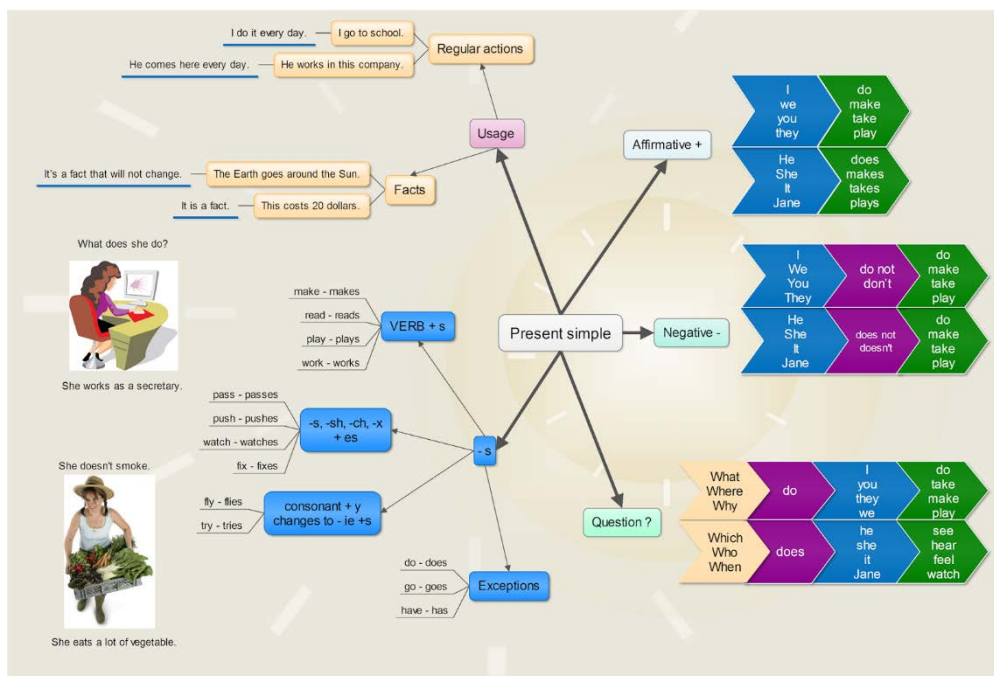 I do it every day.
I go to school.
He comes here every day.
He works in this company.
Regular actions
Usage
It's a fact that will not change.
The Earth goes around the Sun.
It is a fact.
This costs 20 dollars.
Facts
What does she do?
She works as a secretary.
She doesn't smoke.
She eats a lot of vegetable.
make - makes
read - reads
play - plays
work - works
VERB + s
pass - passes
push - pushes
watch - watches
fix - fixes
-s, -sh, -ch, -x
+ es
fly - flies
try - tries
consonant + y
changes to - ie +s
do - does
go - goes
have - has
Exceptions
- s
Present simple
Affirmative +
I
we
you
they
do
make
take
play
He
She
It
Jane
does
makes
takes
plays
Negative -
I
We
You
They
do not
don't
do
make
take
play
He
She
It
Jane
does not
doesn't
do
make
take
play
Question ?
What
Where
Why
do
I
you
they
we
do
take
make
play
Which
Who
When
does
he
she
it
Jane
see
hear
feel
watch